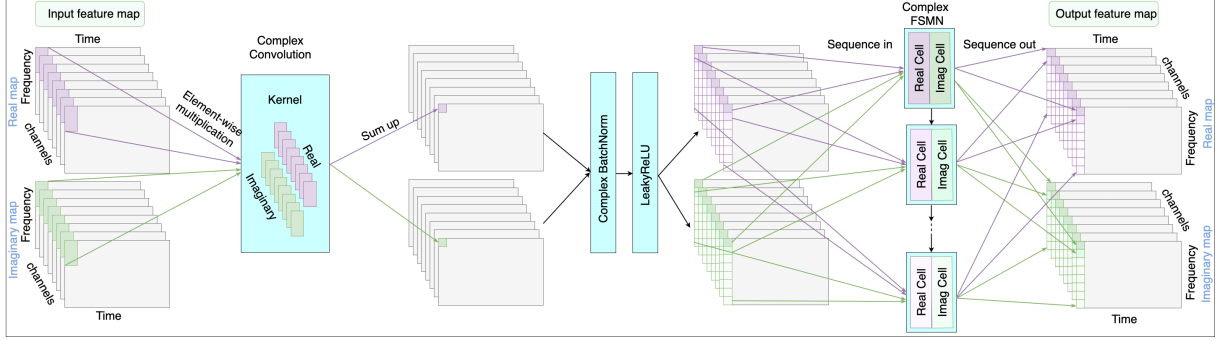 Input feature map
Time
Frequency
Real map
channels
Frequency
Imaginary map
channels
Time
Element-wise
multiplication
Complex
Convolution
Kernel
Real
Imaginary
Sum up
Complex BatchNorm
LeakyReLU
Sequence in
Complex
FSMN
Real Cell
Imag Cell
Real Cell
Imag Cell
Real Cell
Imag Cell
Sequence out
Output feature map
Time
channels
Frequency
Real map
channels
Frequency
Imaginary map
Time